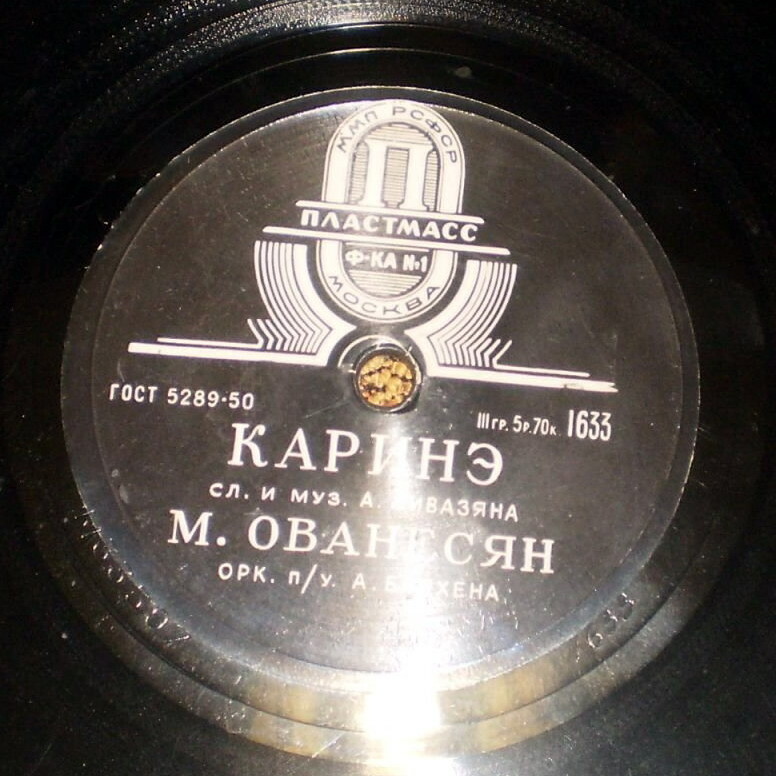 ММП РСФСР
П
ПЛАСТМАСС
Ф-КА №1
МОСКВА
ГОСТ 5289-50
III гр. 5р.70к. 1633
КАРИНЭ
СЛ. И МУЗ. А.
М. ОВАНЕСЯН
ОРК. п/у. А.
633